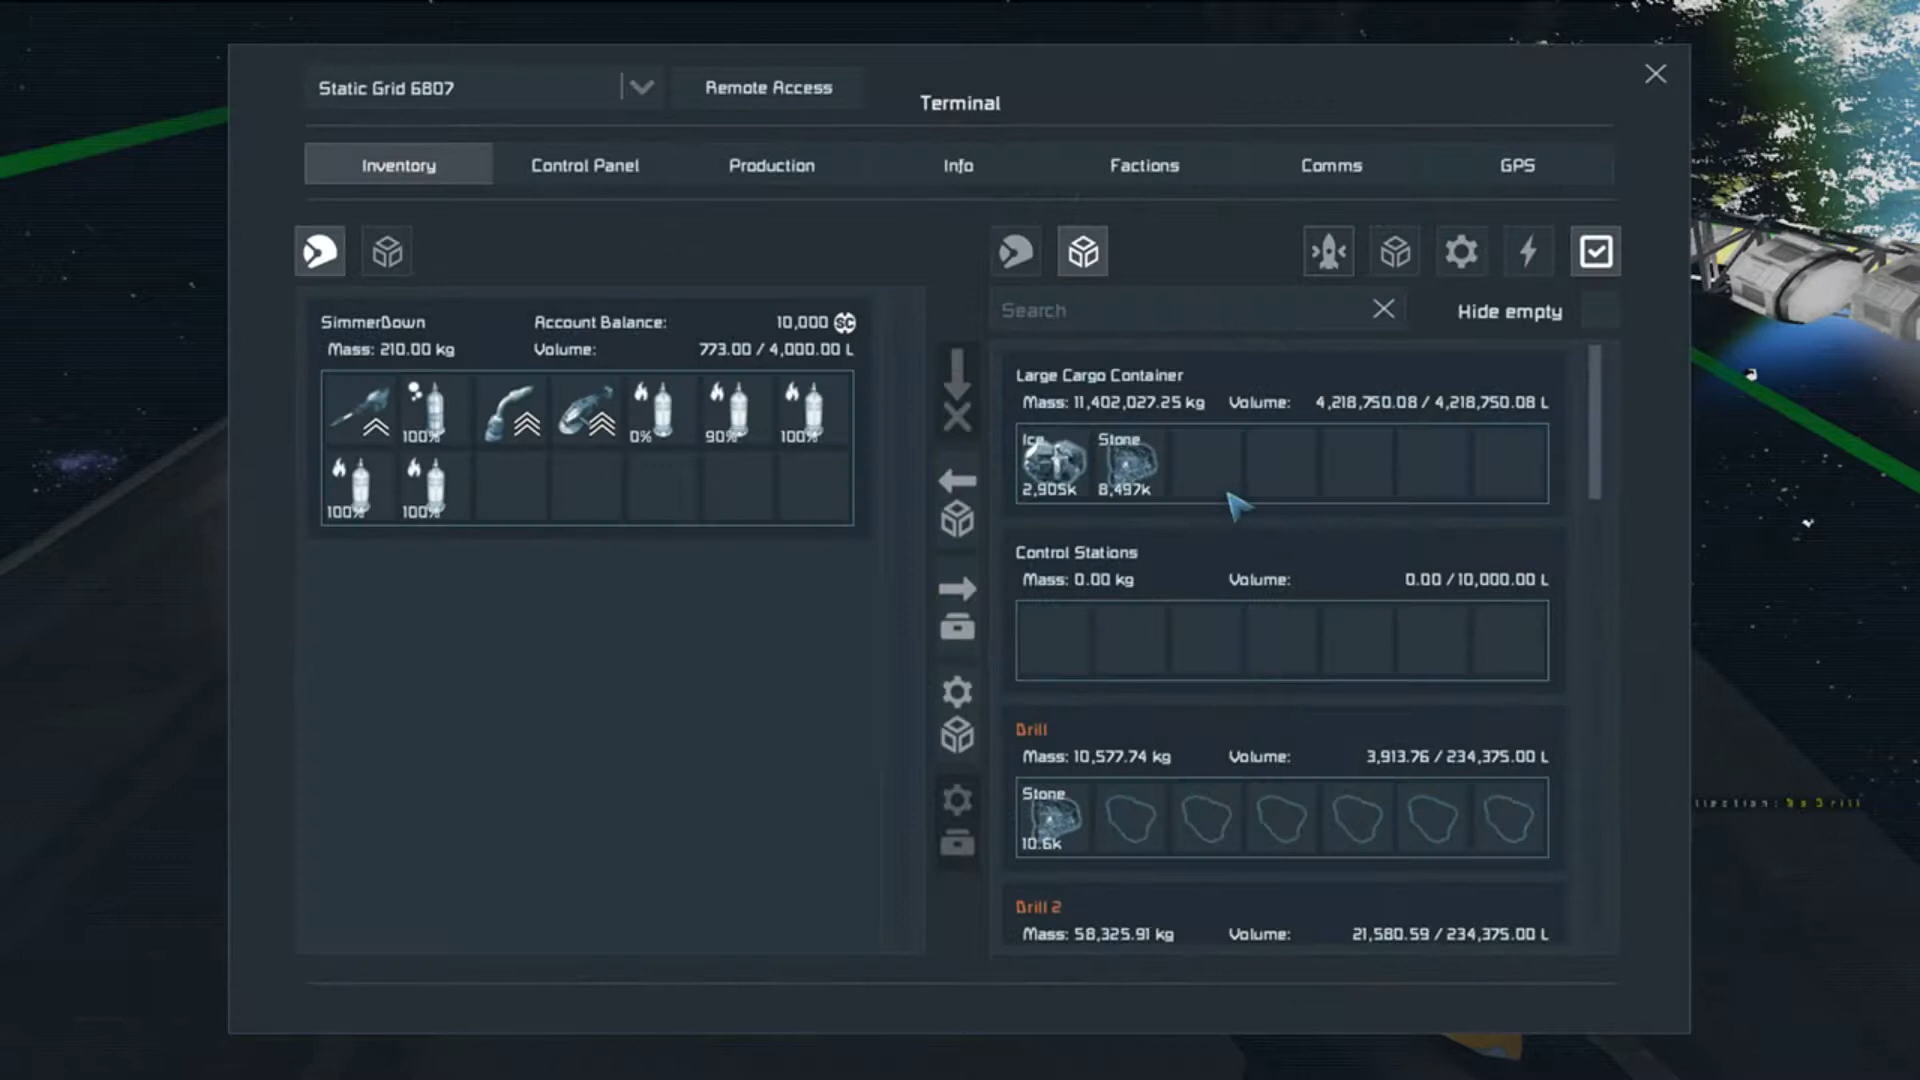 Static Grid 6807
Remote Access
Terminal
Inventory
Control Panel
Production
Info
Factions
Comms
GPS
SimmerDown
Account Balance: 10,000 SC
Mass: 210.00 kg
Volume: 773.00 / 4,000.00 L
100%
0%
90%
100%
100%
100%
Search
Hide empty
Large Cargo Container
Mass: 11,402,027.25 kg Volume: 4,218,750.08 / 4,218,750.08 L
Ice
2,905k
Stone
8,497k
Control Stations
Mass: 0.00 kg Volume: 0.00 / 10,000.00 L
Drill
Mass: 10,577.74 kg Volume: 3,913.76 / 234,375.00 L
Stone
10.6k
Drill 2
Mass: 58,325.91 kg Volume: 21,580.59 / 234,375.00 L